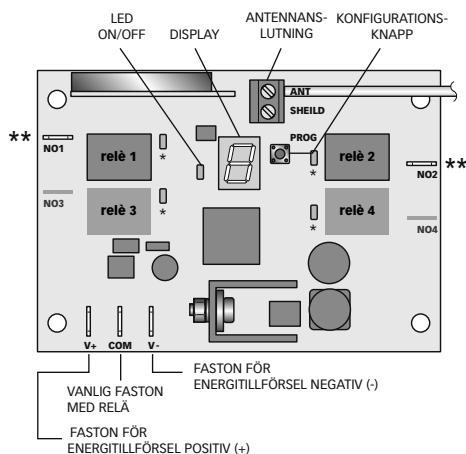 LED
ON/OFF
DISPLAY
ANTENNANS-
LUTNING
KONFIGURATIONS-
KNAPP
ANT
SHEILD
PROG
**
NO1
relè 1
*
relè 2
*
**
NO2
NO3
relè 3
*
relè 4
*
NO4
V+
COM
V-
FASTON FÖR
ENERGITILLFÖRSEL NEGATIV (-)
VANLIG FASTON
MED RELÄ
FASTON FÖR
ENERGITILLFÖRSEL POSITIV (+)